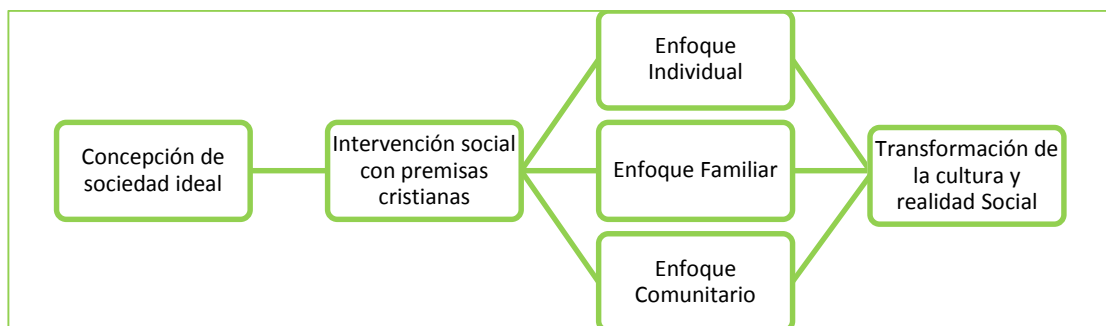 Concepción de
sociedad ideal
Intervención social
con premisas
cristianas
Enfoque
Individual
Enfoque Familiar
Enfoque
Comunitario
Transformación de
la cultura y
realidad Social